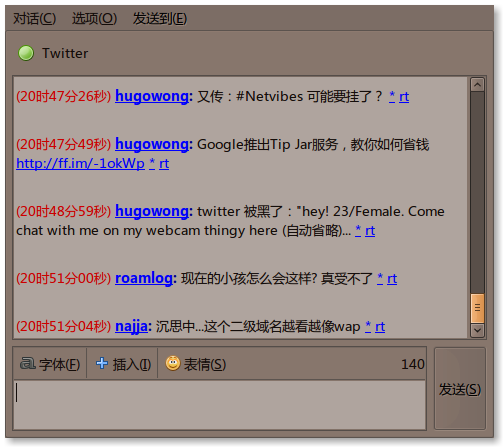 对话(C) 选项(O) 发送到(E)
Twitter
(20时47分26秒) hugowong: 又传：#Netvibes 可能要挂了？ * rt
(20时47分49秒) hugowong: Google推出Tip Jar服务，教你如何省钱
http://ff.im/-1okWp * rt
(20时48分59秒) hugowong: twitter 被黑了："hey! 23/Female. Come
chat with me on my webcam thingy here (自动省略)... * rt
(20时51分00秒) roamlog: 现在的小孩怎么会这样? 真受不了 * rt
(20时51分04秒) najja: 沉思中...这个二级域名越看越像wap * rt
字体(F) 插入(I) 表情(S) 140
发送(S)